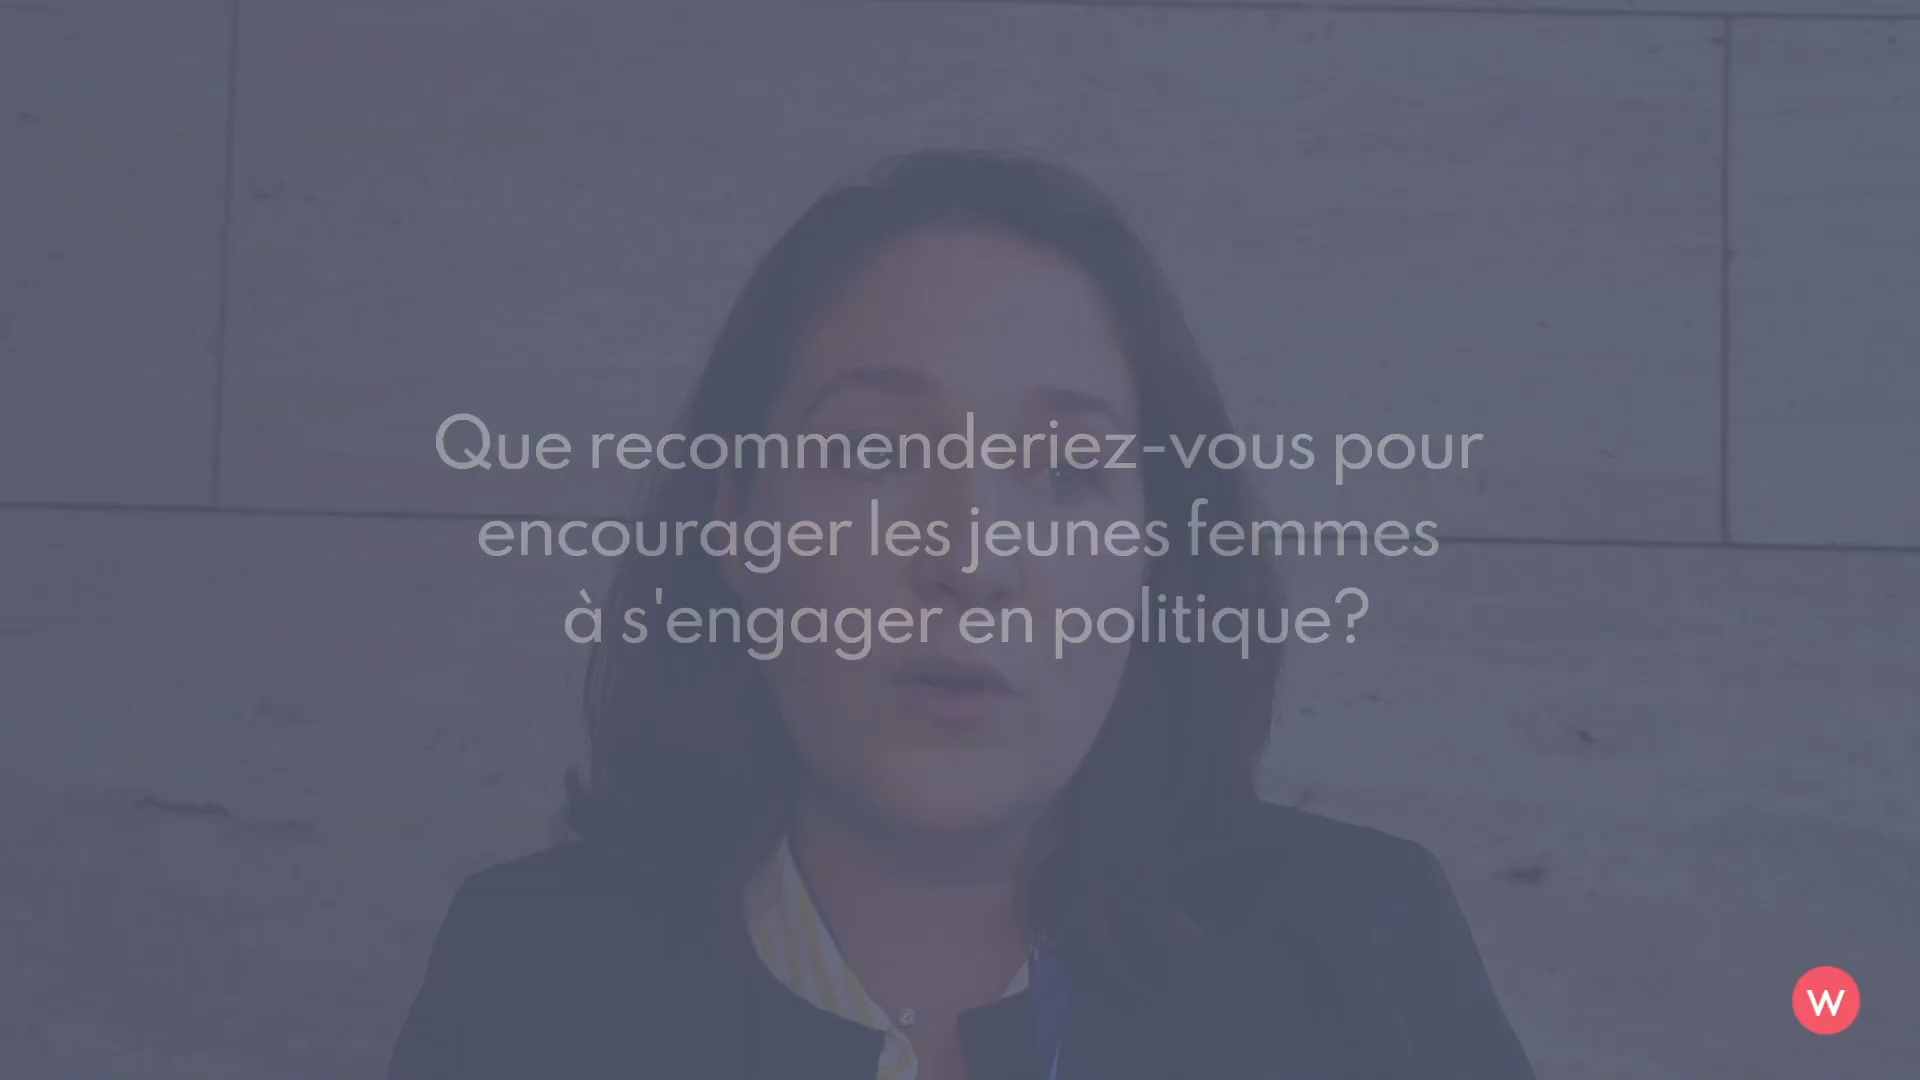 Que recommenderiez-vous pour
encourager les jeunes femmes
à s'engager en politique?
W